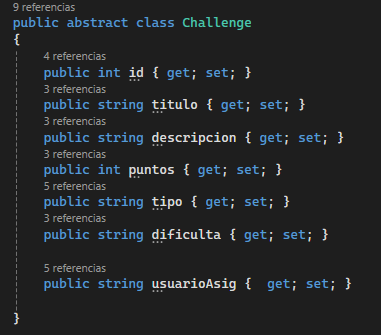 9 referencias
public abstract class Challenge
{
4 referencias
public int id { get; set; }
3 referencias
public string titulo { get; set; }
3 referencias
public string descripcion { get; set; }
3 referencias
public int puntos { get; set; }
5 referencias
public string tipo { get; set; }
3 referencias
public string dificulta { get; set; }
5 referencias
public string usuarioAsig {  get; set; }
}